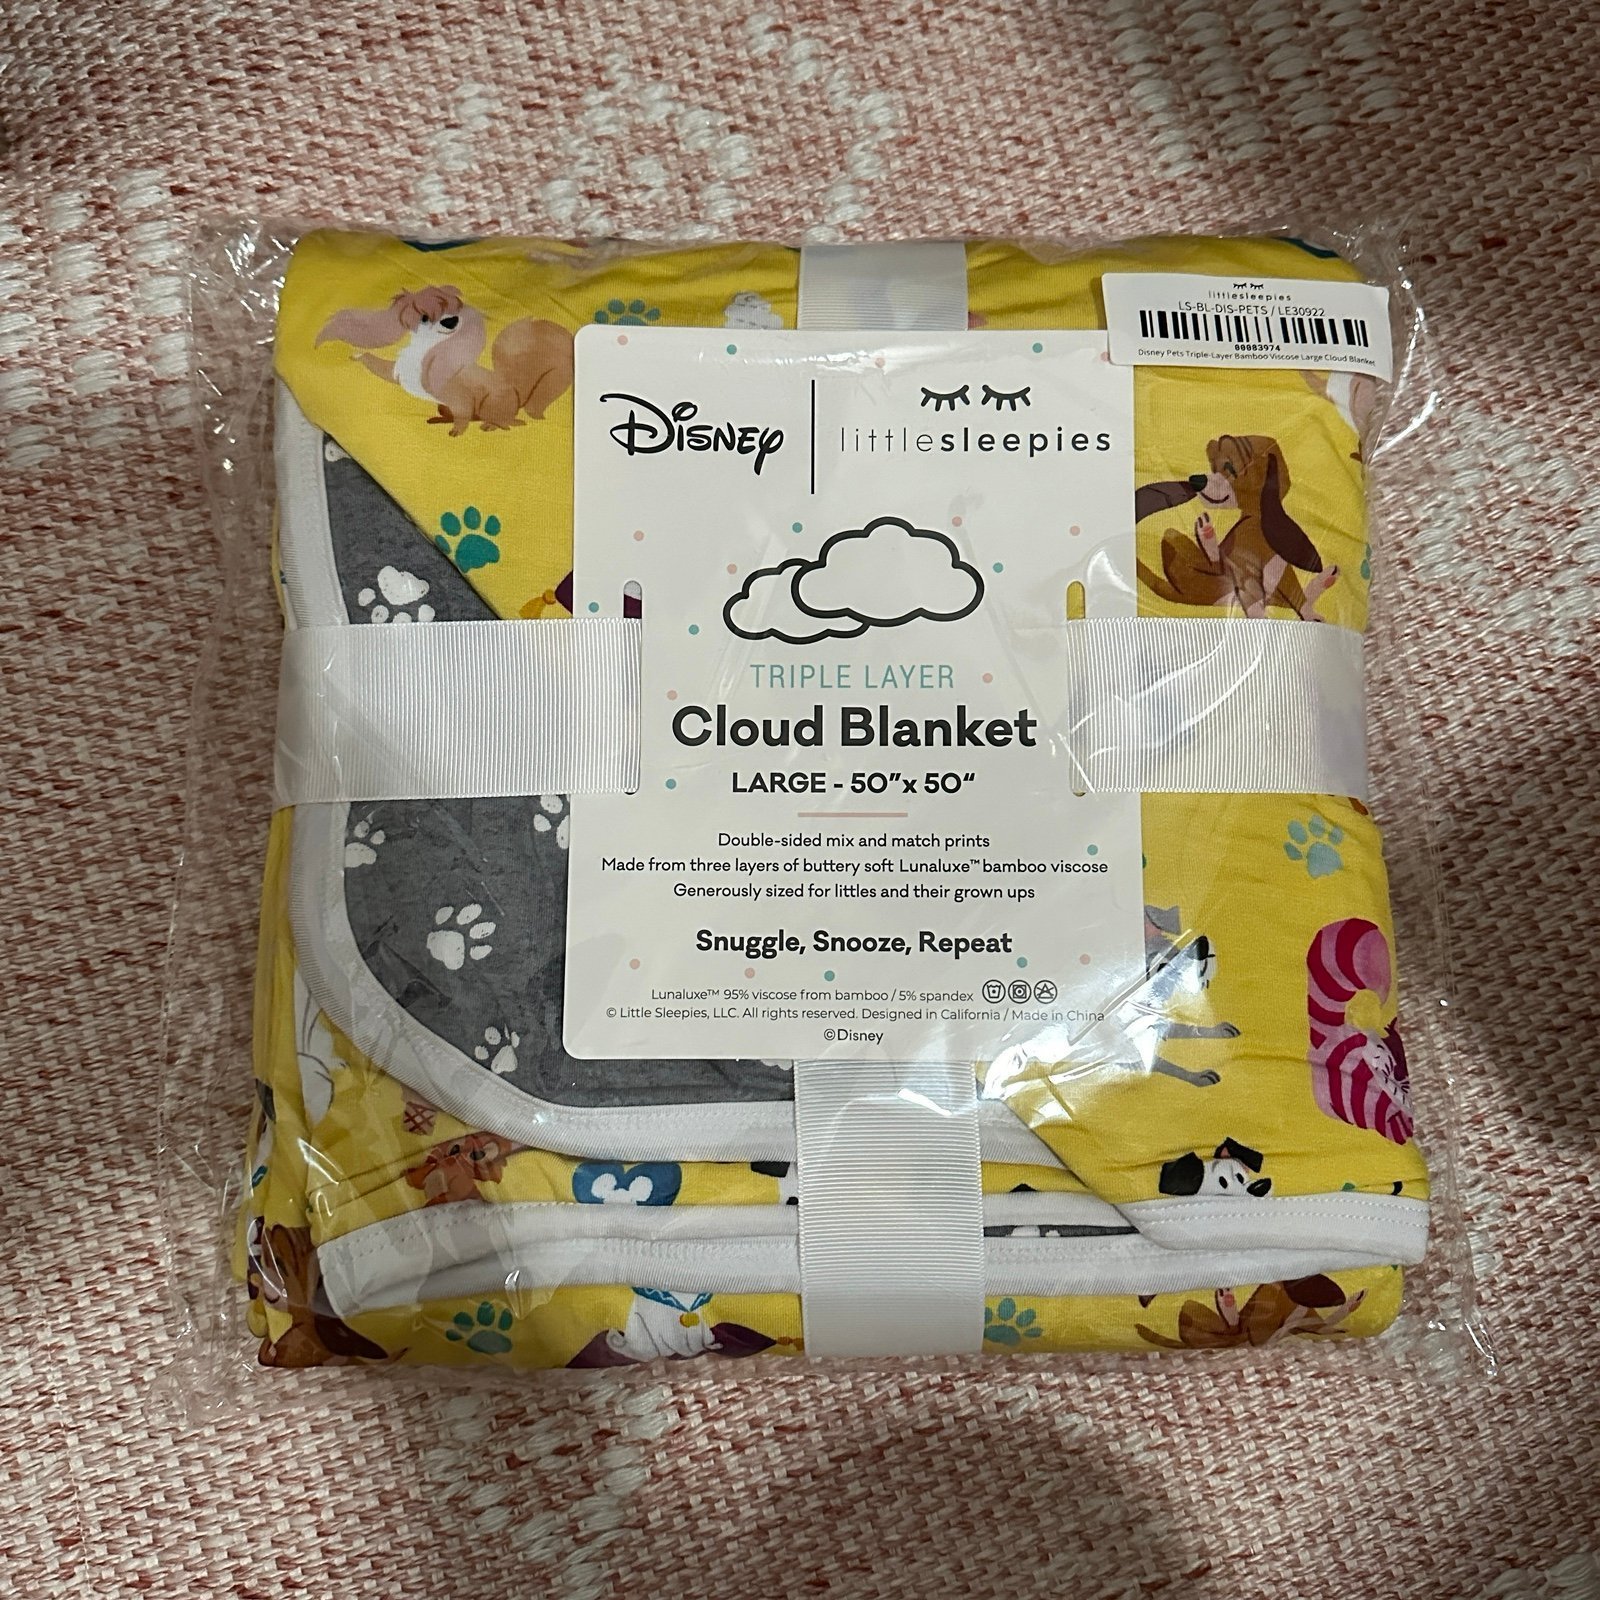 littlesleepies
LS-BL-DIS-PETS / LE30922
00083974
Disney Pets Triple-Layer Bamboo Viscose Large Cloud Blanket
Disney
littlesleepies
TRIPLE LAYER
Cloud Blanket
LARGE - 50”x 50“
Double-sided mix and match prints
Made from three layers of buttery soft Lunaluxe™ bamboo viscose
Generously sized for littles and their grown ups
Snuggle, Snooze, Repeat
Lunaluxe™ 95% viscose from bamboo / 5% spandex
© Little Sleepies, LLC. All rights reserved. Designed in California / Made in China
©Disney